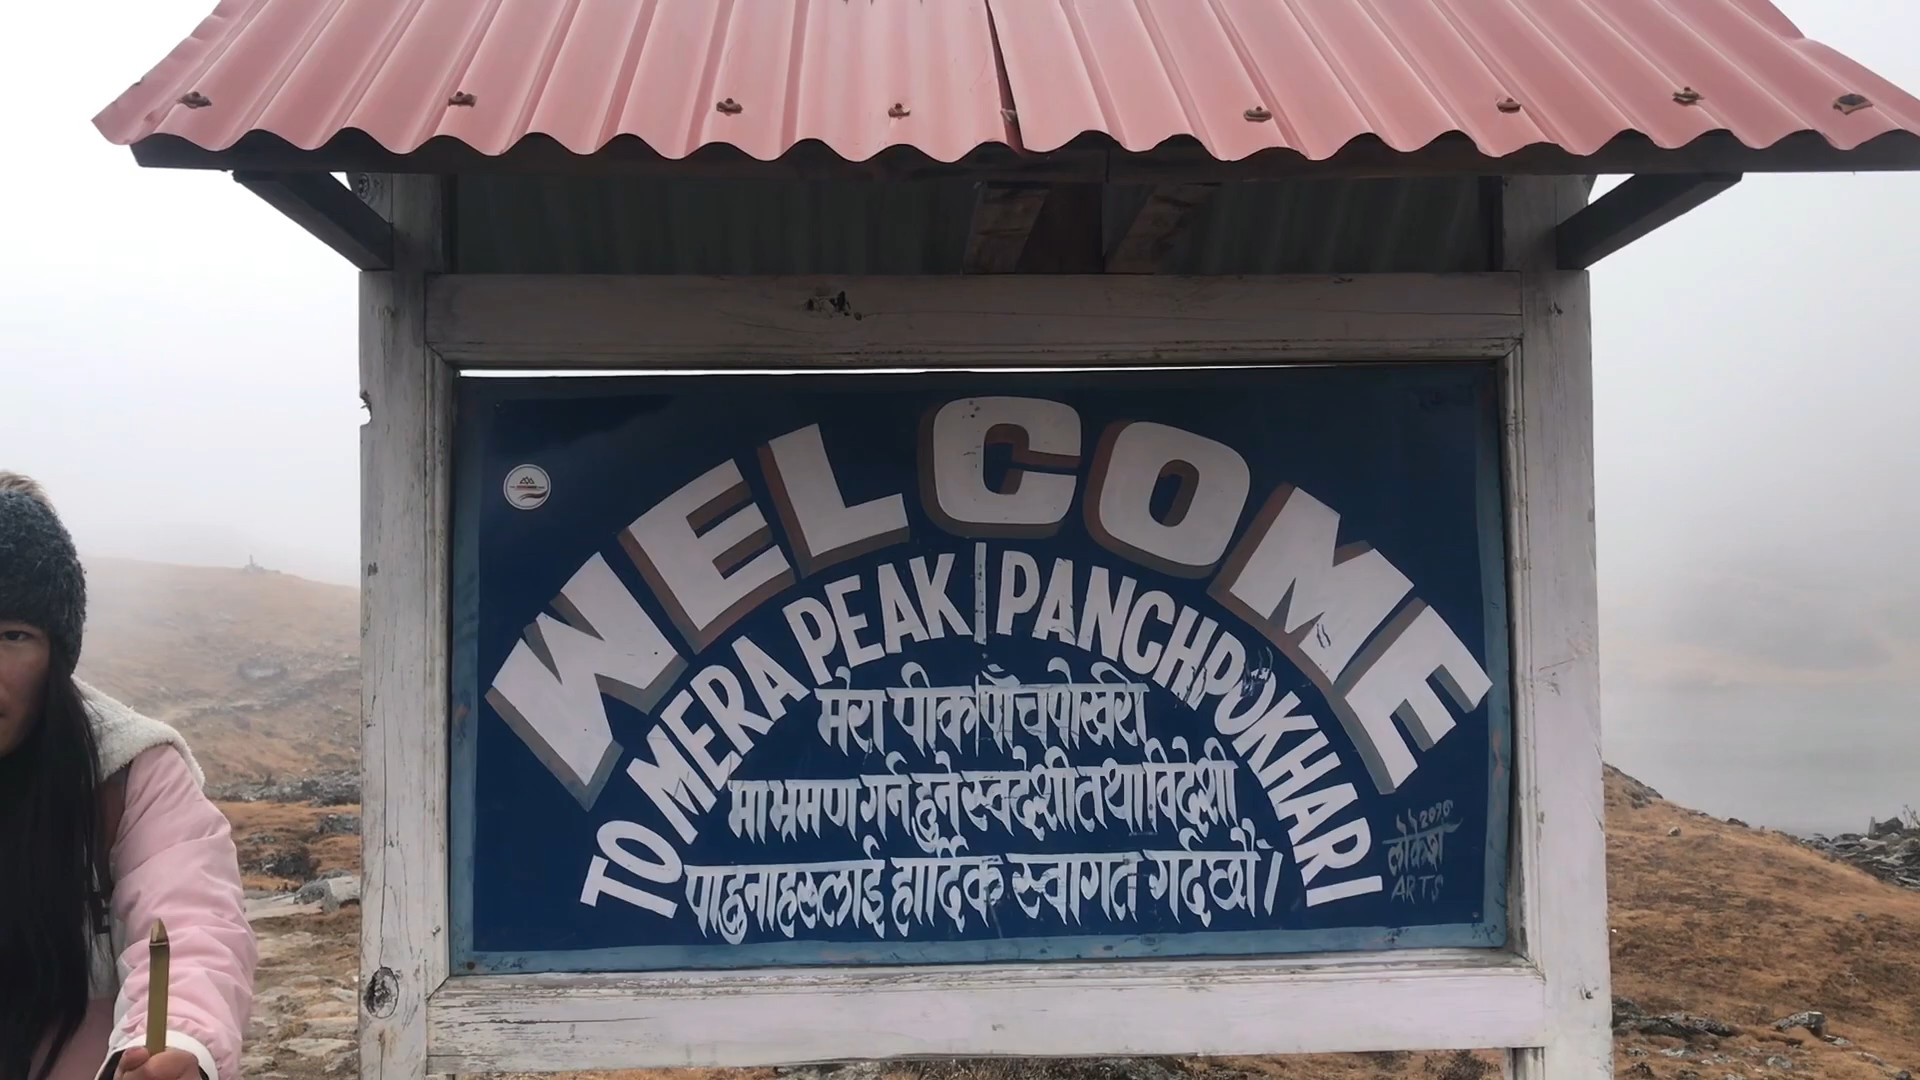 WELCOME
TO MERA PEAK | PANCHPOKHARI
मेरा पीक|पाँचपोखरी
मा भ्रमण गर्न हुने स्वदेशी तथा विदेशी
पाहुनाहरुलाई हार्दिक स्वागत गर्दछौं।
लोकेश
ARTS